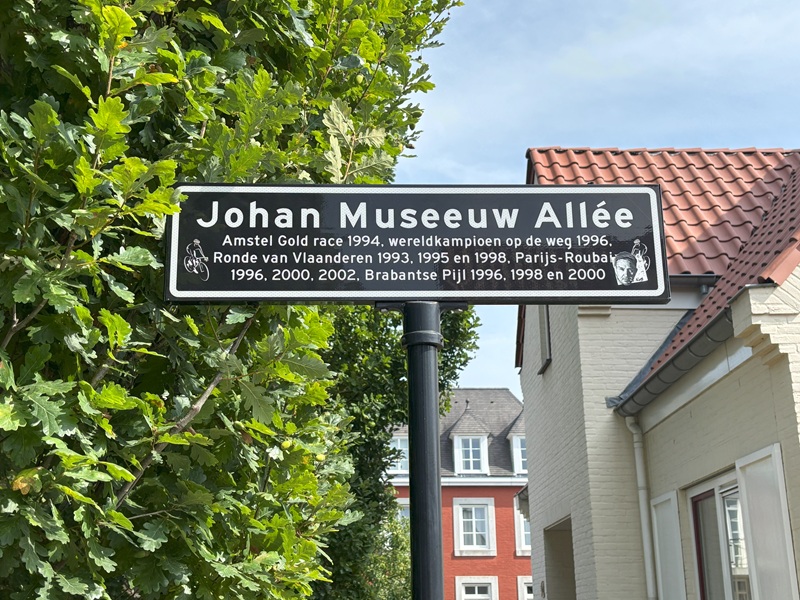 Johan Museeuw Allée
Amstel Gold race 1994, wereldkampioen op de weg 1996,
Ronde van Vlaanderen 1993, 1995 en 1998, Parijs-Roubai
1996, 2000, 2002, Brabantse Pijl 1996, 1998 en 2000